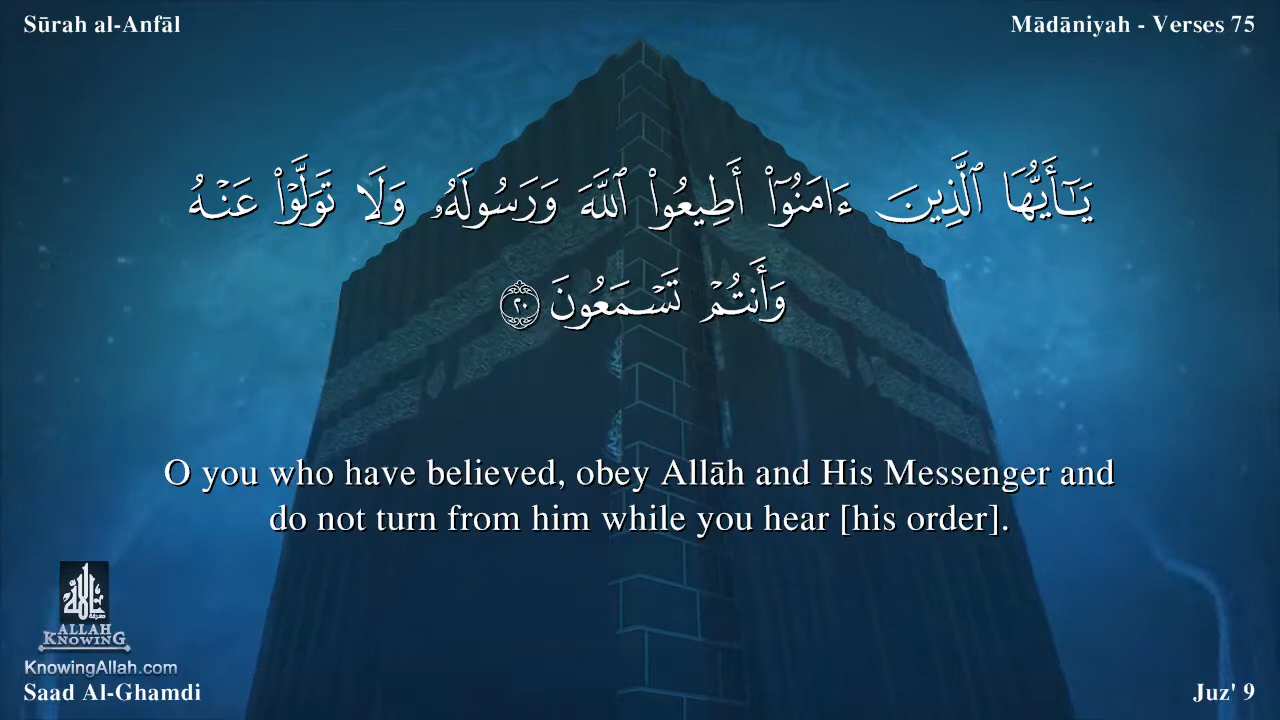 Sūrah al-Anfāl
Mādāniyah - Verses 75
يَـٰٓأَيُّهَا ٱلَّذِينَ ءَامَنُوٓا۟ أَطِيعُوا۟ ٱللَّهَ وَرَسُولَهُۥ وَلَا تَوَلَّوْا۟ عَنْهُ
وَأَنتُمْ تَسْمَعُونَ ٢٠
O you who have believed, obey Allāh and His Messenger and
do not turn from him while you hear [his order].
ALLAH
KNOWING
KnowingAllah.com
Saad Al-Ghamdi
Juz' 9